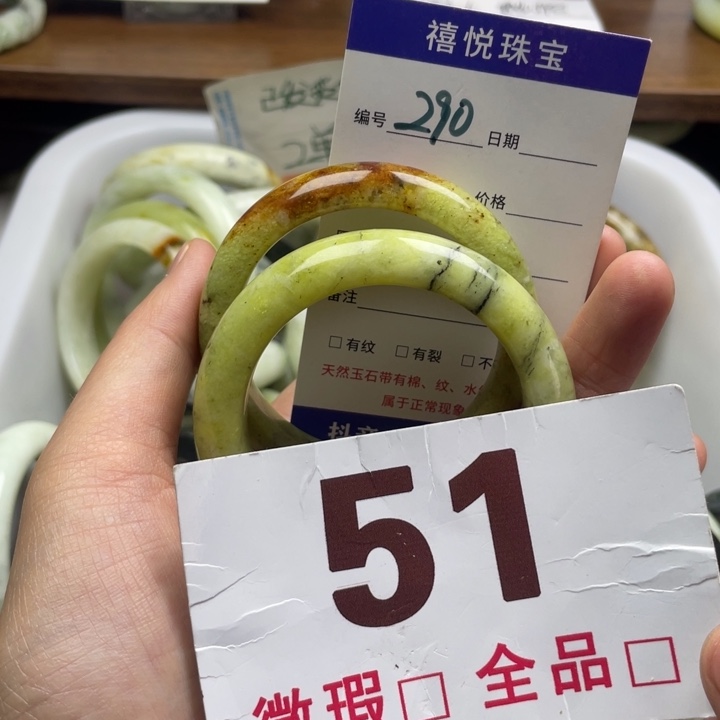 禧悦珠宝
编号 290 日期
价格
备注
□有纹 □有裂 □不
天然玉石带有棉、纹、水
属于正常现象
51
微瑕□ 全品□